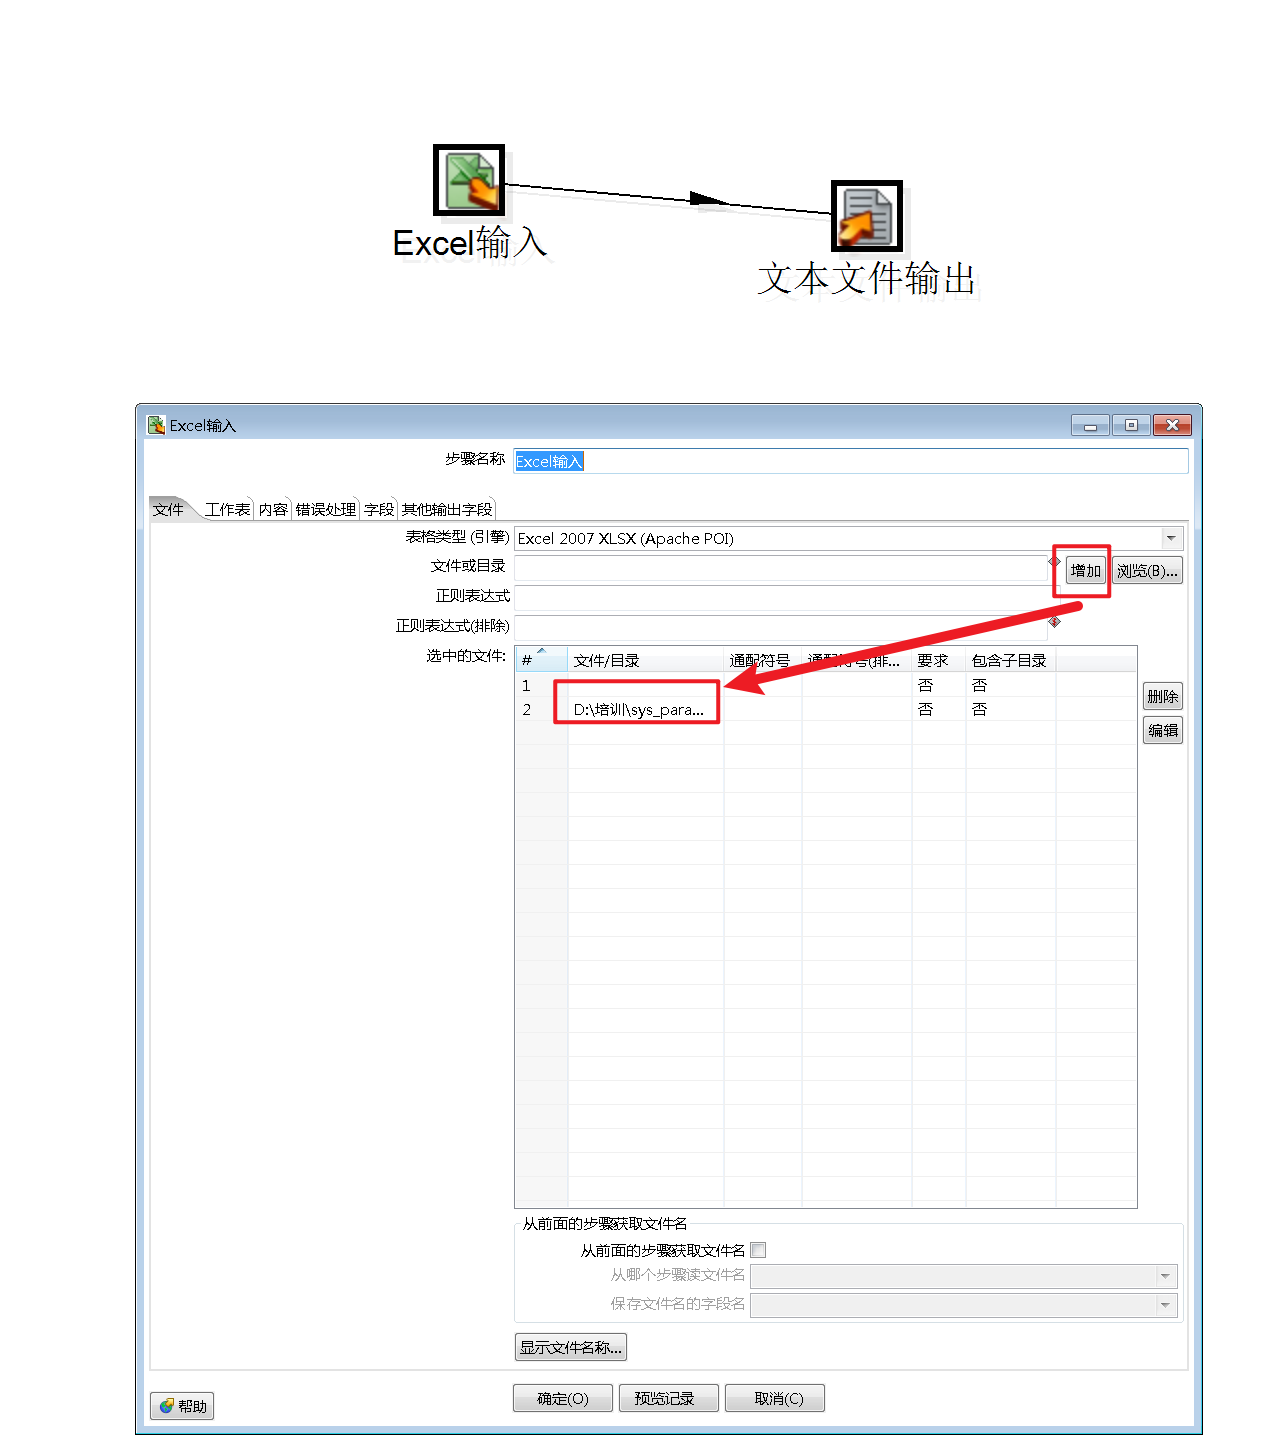 Excel输入
文本文件输出
Excel输入
步骤名称 Excel输入
文件 工作表 内容 错误处理 字段 其他输出字段
表格类型 (引擎) Excel 2007 XLSX (Apache POI)
文件或目录 增加 浏览(B)...
正则表达式
正则表达式(排除)
选中的文件: # 文件/目录 通配符号 通配符号(排... 要求 包含子目录
1 否 否
2 D:\培训\sys_para... 否 否
删除
编辑
从前面的步骤获取文件名
从前面的步骤获取文件名
从哪个步骤读文件名
保存文件名的字段名
显示文件名称...
帮助 确定(O) 预览记录 取消(C)